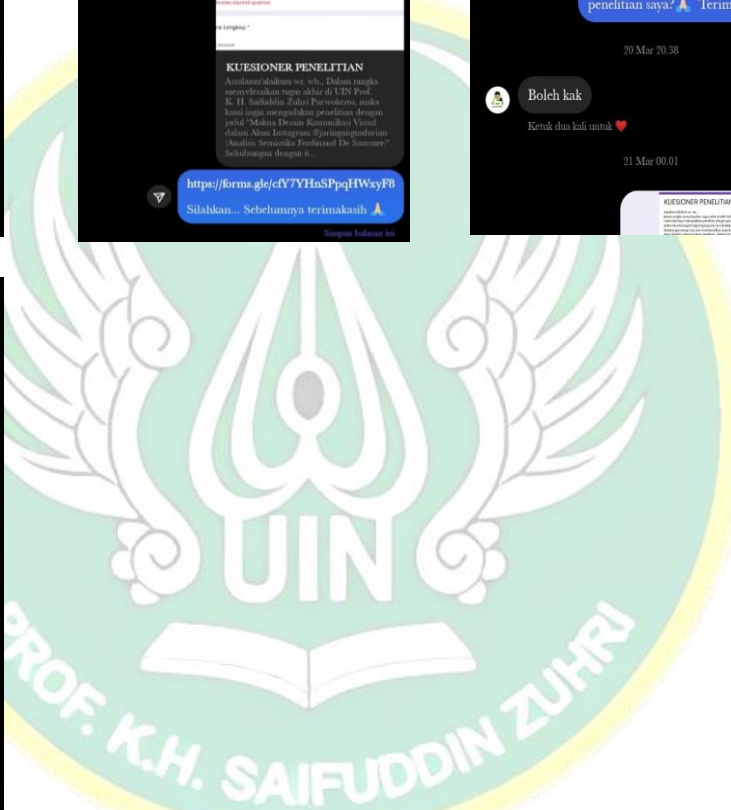 na Lengkap *
KUESIONER PENELITIAN
Assalamu'alaikum wr. wb., Dalam rangka
menyelesaikan tugas akhir di UIN Prof.
K. H. Saifuddin Zuhri Purwokerto, maka
kami ingin mengadakan penelitian dengan
judul "Makna Desain Komunikasi Visual
dalam Akun Instagram @jaringangusdurian
(Analisis Semiotika Ferdinand De Saussure)".
Sehubungan dengan it...
https://forms.gle/cfY7YHnSPpqHWxyF8
Silahkan... Sebelumnya terimakasih 🙏
Simpan balasan ini
penelitian saya?🙏 Terim
20 Mar 20.38
Boleh kak
Ketuk dua kali untuk ❤️
21 Mar 00.01
KUESIONER PENELITIAN
UIN
PROF. K.H. SAIFUDDIN ZUHRI